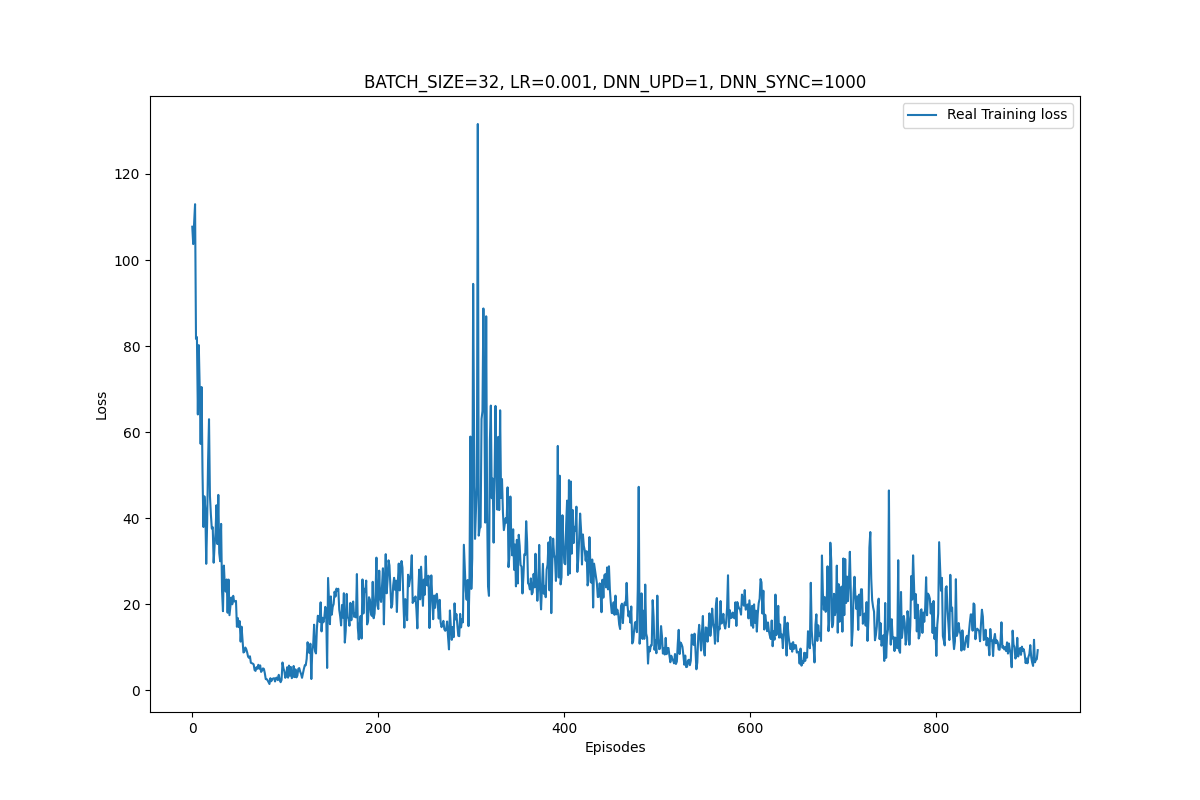 BATCH_SIZE=32, LR=0.001, DNN_UPD=1, DNN_SYNC=1000
Real Training loss
120
100
80
60
40
20
0
Loss
0 200 400 600 800
Episodes